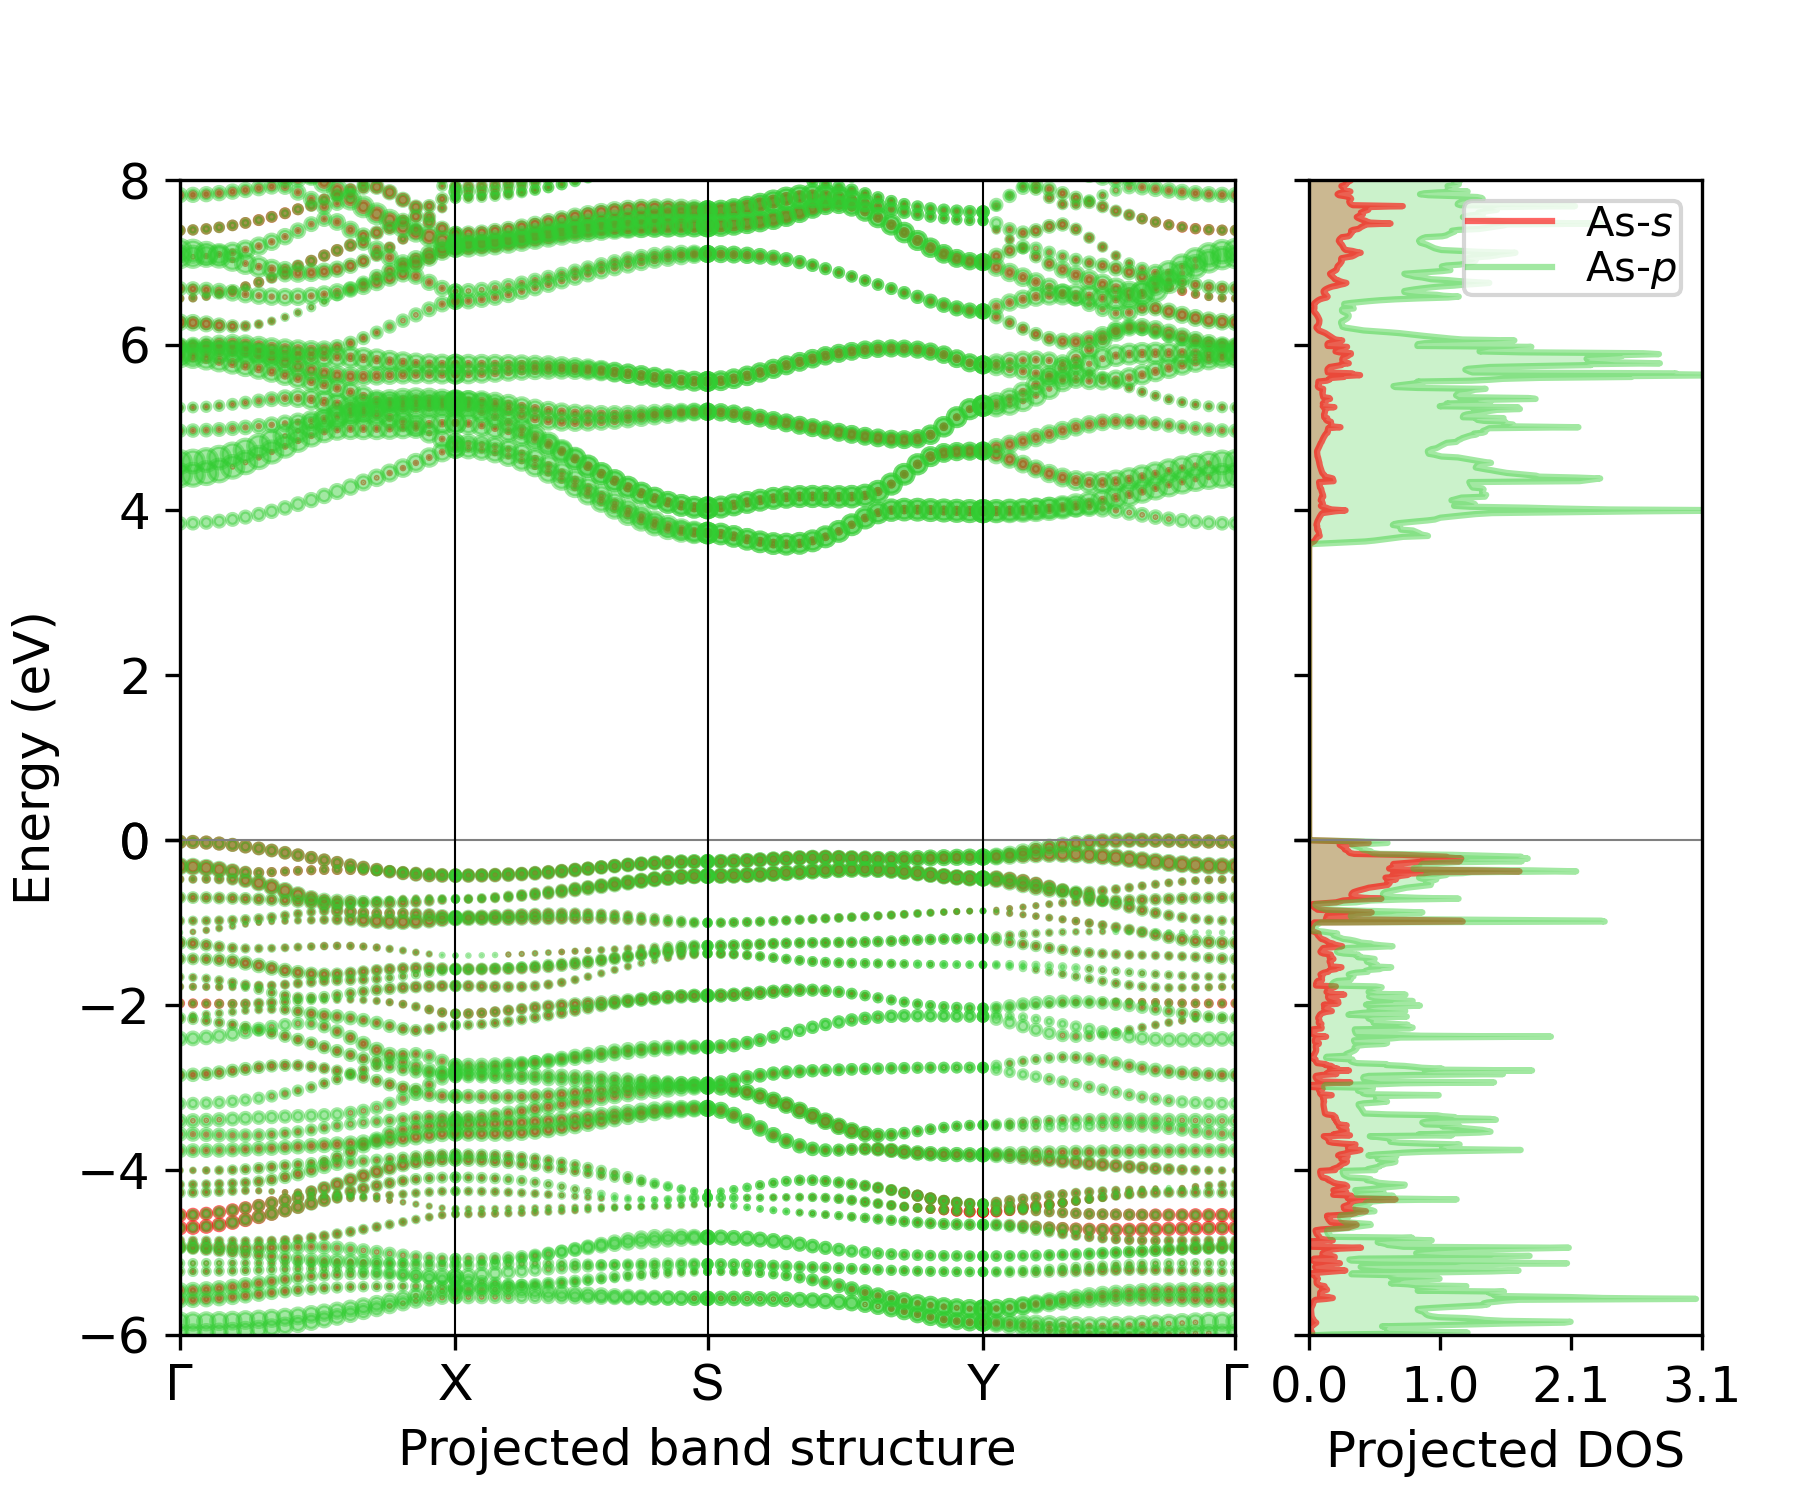 8
6
4
2
0
−2
−4
−6
Energy (eV)
Γ X S Y Γ
Projected band structure
As-s
As-p
0.0 1.0 2.1 3.1
Projected DOS